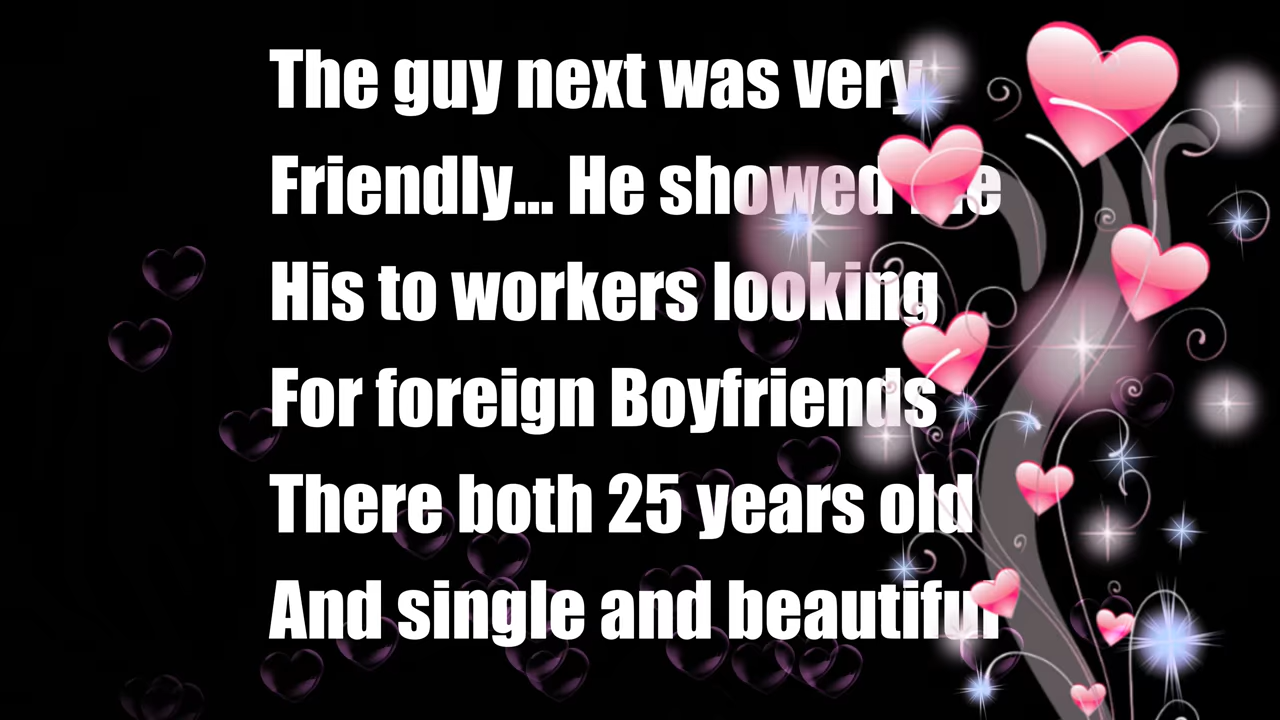 The guy next was very
Friendly... He showed me
His to workers looking
For foreign Boyfriends
There both 25 years old
And single and beautiful